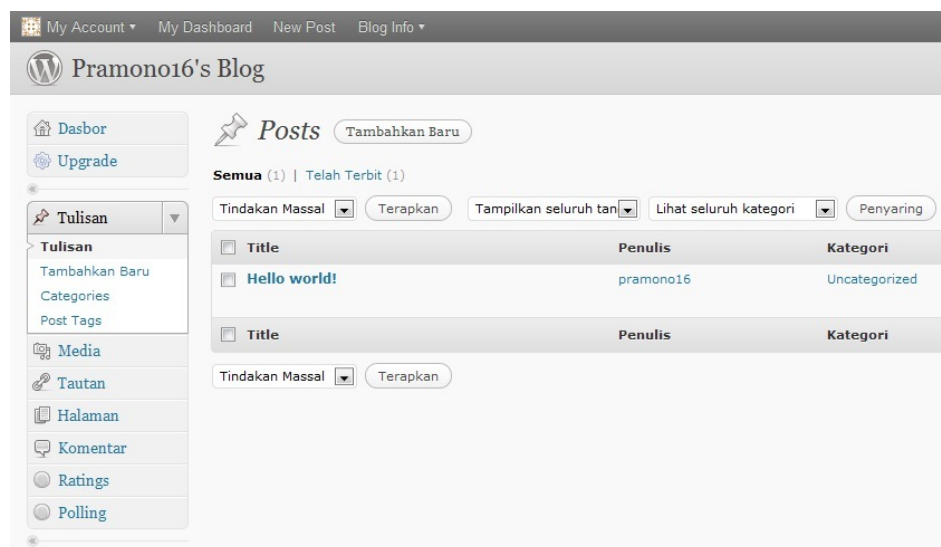 My Account My Dashboard New Post Blog Info
Pramono16's Blog
Dasbor
Upgrade
Tulisan
Tulisan
Tambahkan Baru
Categories
Post Tags
Media
Tautan
Halaman
Komentar
Ratings
Polling
Posts Tambahkan Baru
Semua (1) | Telah Terbit (1)
Tindakan Massal Terapkan Tampilkan seluruh tan Lihat seluruh kategori Penyaring
Title Penulis Kategori
Hello world! pramono16 Uncategorized
Title Penulis Kategori
Tindakan Massal Terapkan